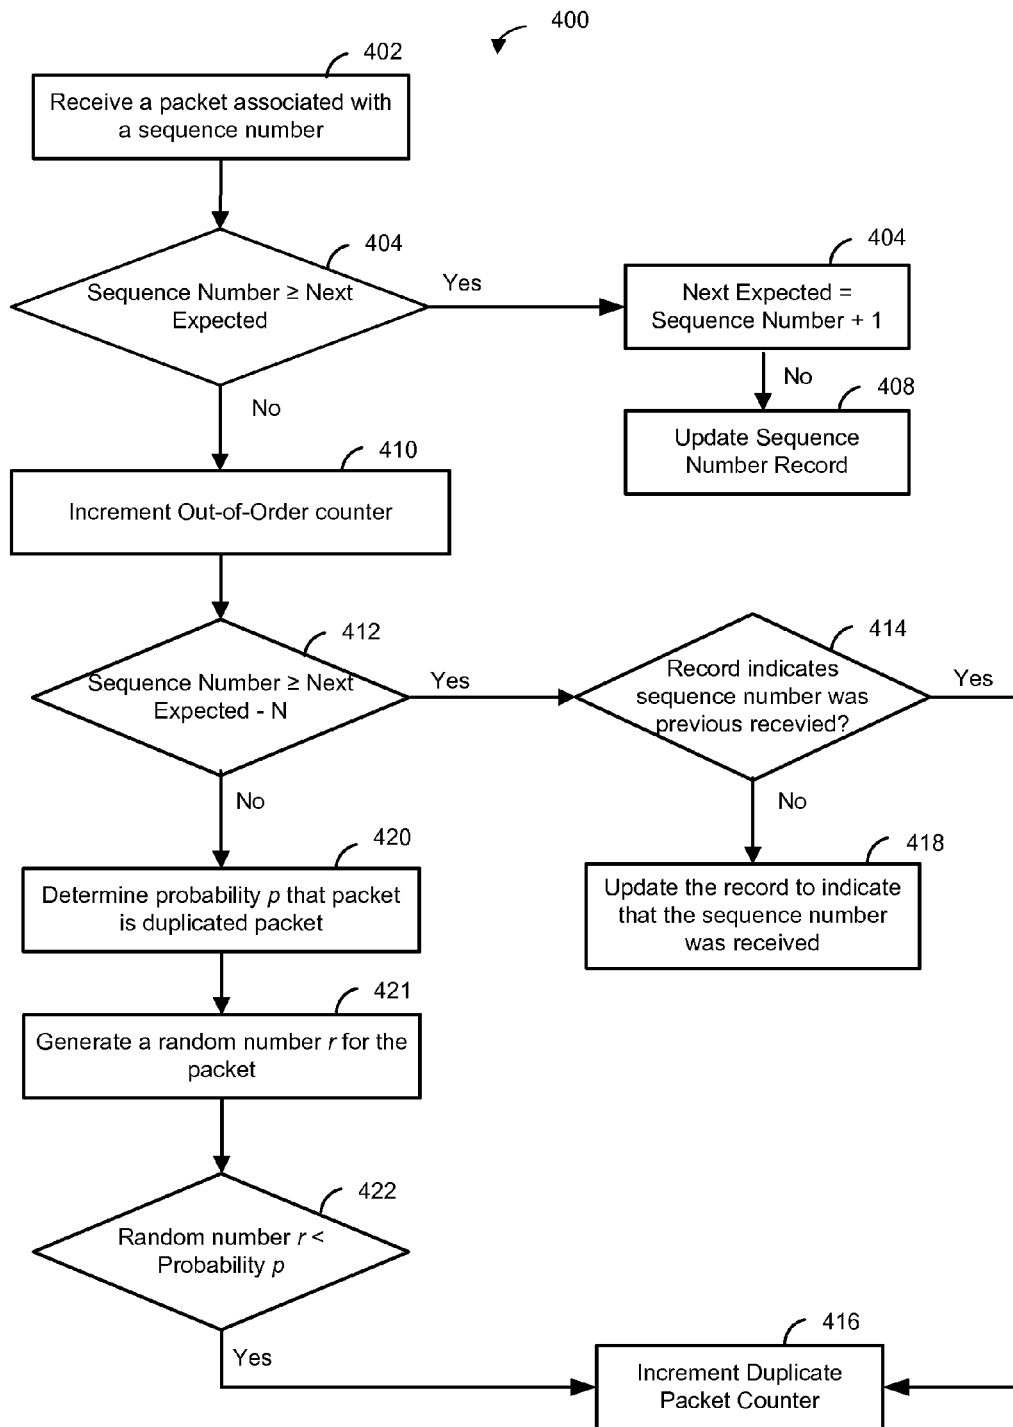 400
402
Receive a packet associated with
a sequence number
404
Sequence Number ≥ Next
Expected
Yes
404
Next Expected =
Sequence Number + 1
No
408
Update Sequence
Number Record
No
410
Increment Out-of-Order counter
412
Sequence Number ≥ Next
Expected - N
Yes
414
Record indicates
sequence number was
previous recevied?
Yes
No
418
Update the record to indicate
that the sequence number
was received
No
420
Determine probability p that packet
is duplicated packet
421
Generate a random number r for the
packet
422
Random number r <
Probability p
Yes
416
Increment Duplicate
Packet Counter